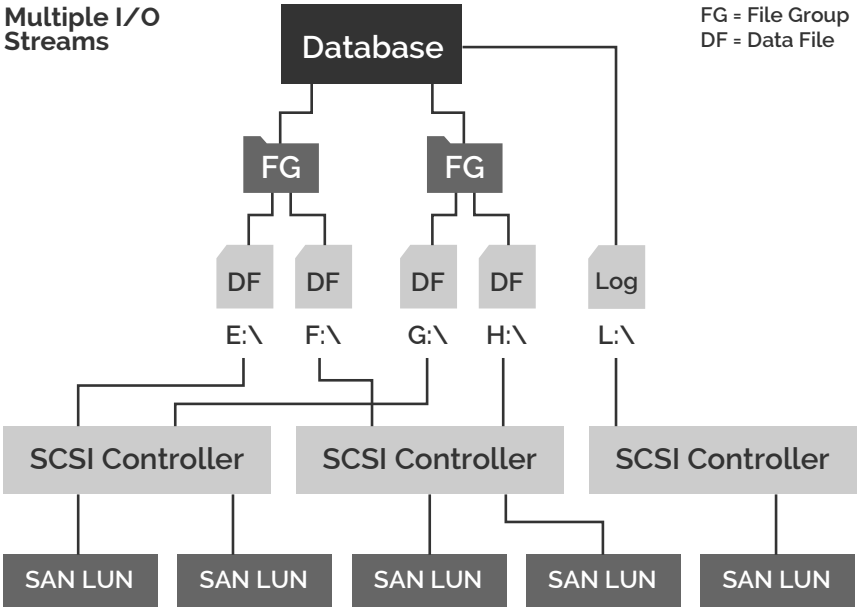 Multiple I/O
Streams
FG = File Group
DF = Data File
Database
FG
FG
DF
DF
DF
DF
Log
E:\
F:\
G:\
H:\
L:\
SCSI Controller
SCSI Controller
SCSI Controller
SAN LUN
SAN LUN
SAN LUN
SAN LUN
SAN LUN